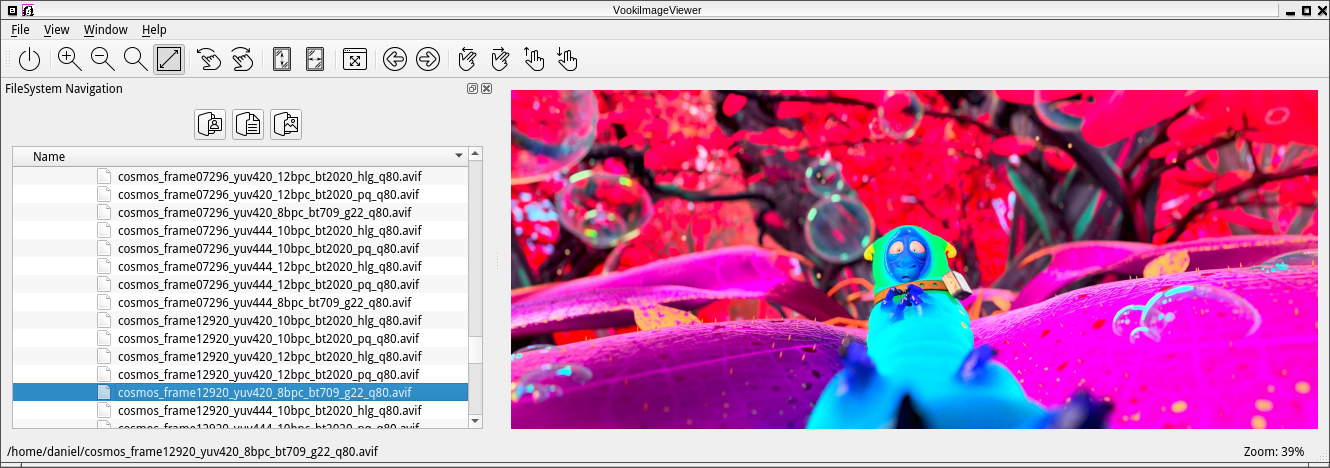 VookiImageViewer
File View Window Help
FileSystem Navigation
Name
cosmos_frame07296_yuv420_12bpc_bt2020_hlg_q80.avif
cosmos_frame07296_yuv420_12bpc_bt2020_pq_q80.avif
cosmos_frame07296_yuv420_8bpc_bt709_g22_q80.avif
cosmos_frame07296_yuv444_10bpc_bt2020_hlg_q80.avif
cosmos_frame07296_yuv444_10bpc_bt2020_pq_q80.avif
cosmos_frame07296_yuv444_12bpc_bt2020_hlg_q80.avif
cosmos_frame07296_yuv444_12bpc_bt2020_pq_q80.avif
cosmos_frame07296_yuv444_8bpc_bt709_g22_q80.avif
cosmos_frame12920_yuv420_10bpc_bt2020_hlg_q80.avif
cosmos_frame12920_yuv420_10bpc_bt2020_pq_q80.avif
cosmos_frame12920_yuv420_12bpc_bt2020_hlg_q80.avif
cosmos_frame12920_yuv420_12bpc_bt2020_pq_q80.avif
cosmos_frame12920_yuv420_8bpc_bt709_g22_q80.avif
cosmos_frame12920_yuv444_10bpc_bt2020_hlg_q80.avif
cosmos_frame12920_yuv444_10bpc_bt2020_pq_q80.avif
/home/daniel/cosmos_frame12920_yuv420_8bpc_bt709_g22_q80.avif
Zoom: 39%